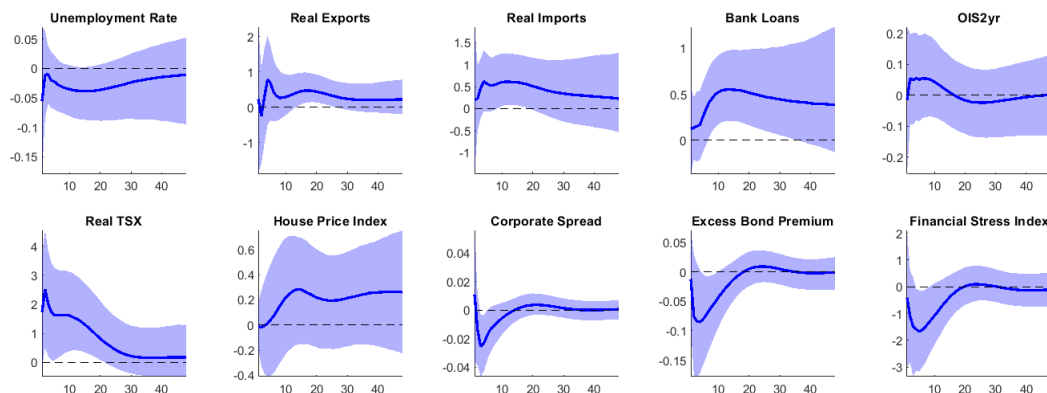 Unemployment Rate
0.05
0
-0.05
-0.1
-0.15
10 20 30 40
Real Exports
2
1
0
-1
10 20 30 40
Real Imports
1.5
1
0.5
0
-0.5
-1
10 20 30 40
Bank Loans
1
0.5
0
10 20 30 40
OIS2yr
0.2
0.1
0
-0.1
-0.2
10 20 30 40
Real TSX
4
3
2
1
0
10 20 30 40
House Price Index
0.6
0.4
0.2
0
-0.2
-0.4
10 20 30 40
Corporate Spread
0.04
0.02
0
-0.02
-0.04
10 20 30 40
Excess Bond Premium
0.05
0
-0.05
-0.1
-0.15
10 20 30 40
Financial Stress Index
2
1
0
-1
-2
-3
10 20 30 40